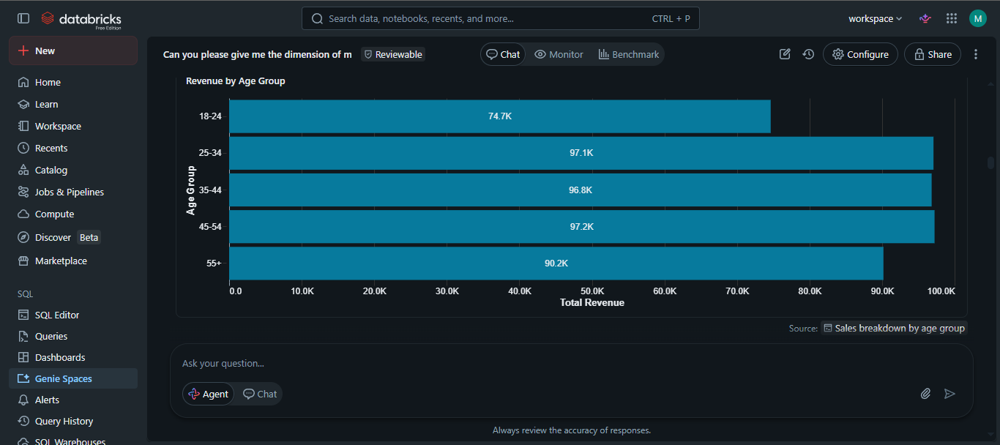 databricks
Free Edition
Search data, notebooks, recents, and more...
CTRL + P
workspace
M
New
Home
Learn
Workspace
Recents
Catalog
Jobs & Pipelines
Compute
Discover Beta
Marketplace
SQL
SQL Editor
Queries
Dashboards
Genie Spaces
Alerts
Query History
SQL Warehouses
Can you please give me the dimension of m
Reviewable
Chat
Monitor
Benchmark
Configure
Share
Revenue by Age Group
Age Group
18-24 74.7K
25-34 97.1K
35-44 96.8K
45-54 97.2K
55+ 90.2K
0.0 10.0K 20.0K 30.0K 40.0K 50.0K 60.0K 70.0K 80.0K 90.0K 100.0K
Total Revenue
Source: Sales breakdown by age group
Ask your question...
Agent Chat
Always review the accuracy of responses.